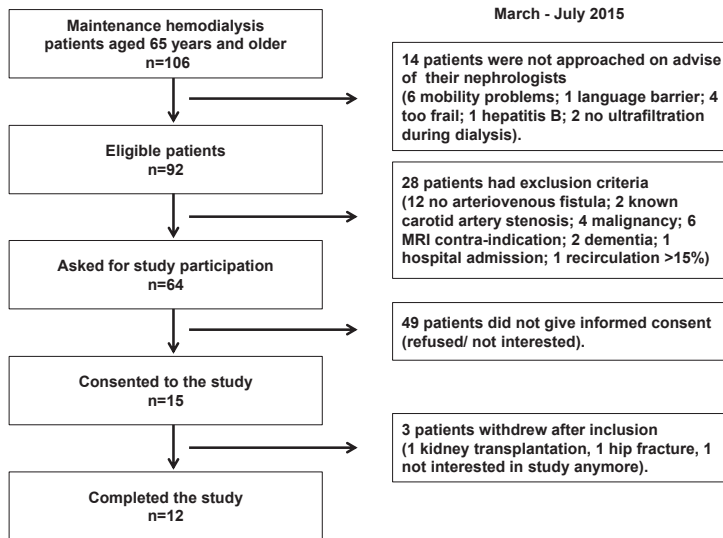 March - July 2015
Maintenance hemodialysis
patients aged 65 years and older
n=106
14 patients were not approached on advise
of their nephrologists
(6 mobility problems; 1 language barrier; 4
too frail; 1 hepatitis B; 2 no ultrafiltration
during dialysis).
Eligible patients
n=92
28 patients had exclusion criteria
(12 no arteriovenous fistula; 2 known
carotid artery stenosis; 4 malignancy; 6
MRI contra-indication; 2 dementia; 1
hospital admission; 1 recirculation >15%)
Asked for study participation
n=64
49 patients did not give informed consent
(refused/ not interested).
Consented to the study
n=15
3 patients withdrew after inclusion
(1 kidney transplantation, 1 hip fracture, 1
not interested in study anymore).
Completed the study
n=12